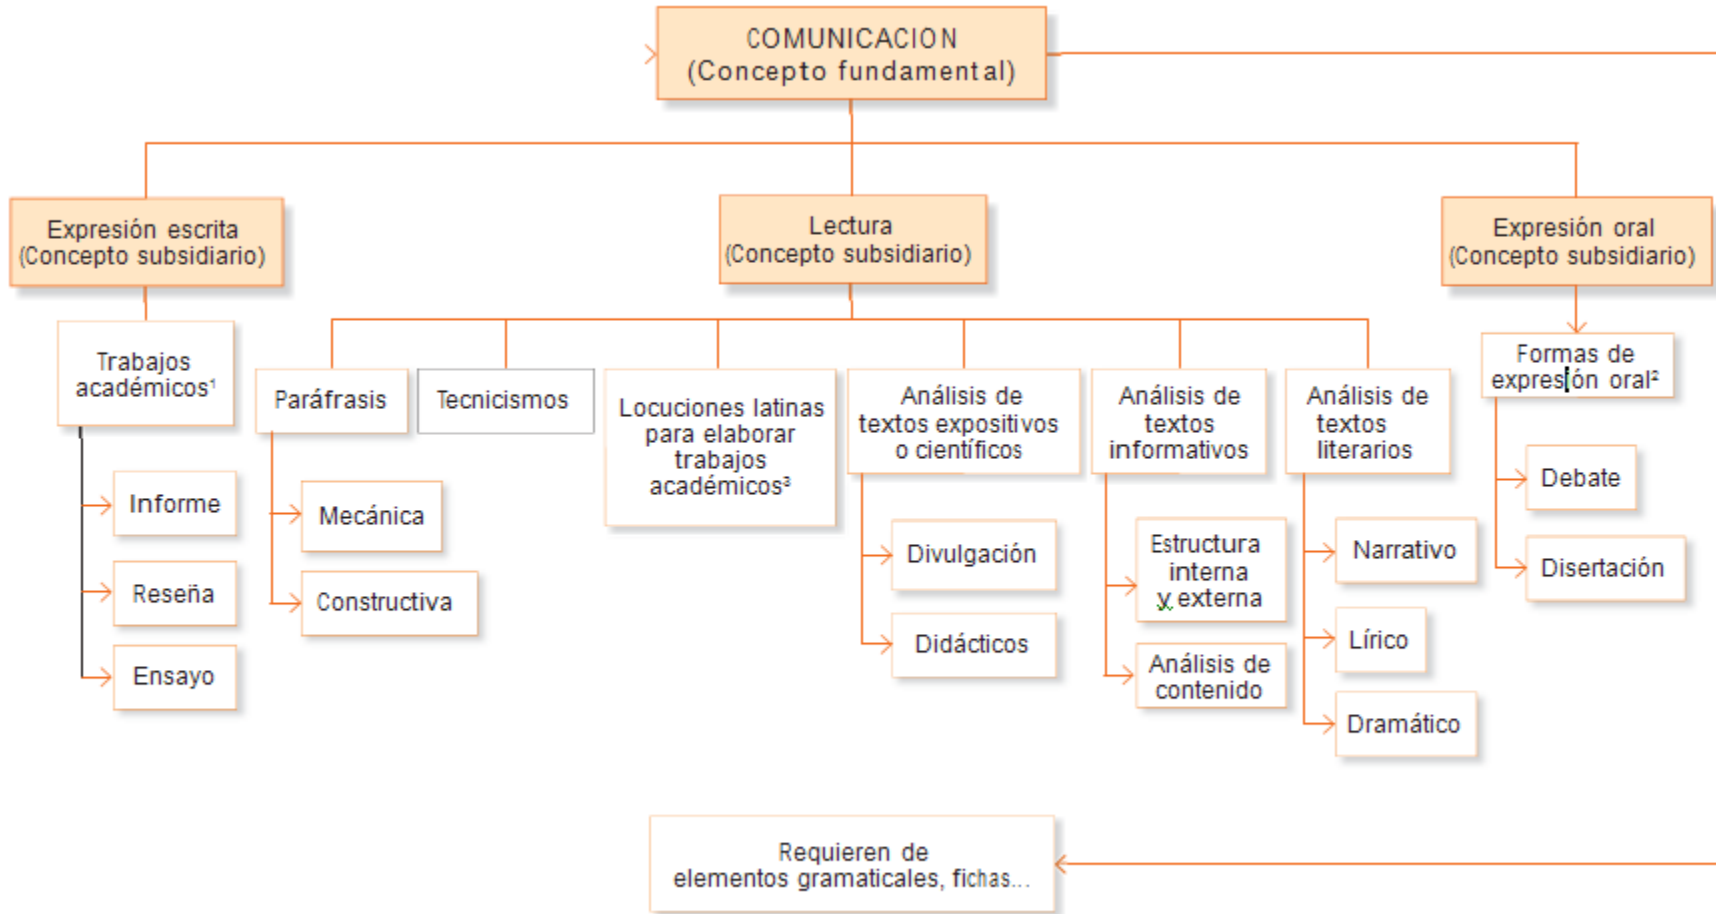 COMUNICACION
(Concepto fundamental)
Expresión escrita
(Concepto subsidiario)
Lectura
(Concepto subsidiario)
Expresión oral
(Concepto subsidiario)
Trabajos
académicos¹
Informe
Reseña
Ensayo
Paráfrasis
Mecánica
Constructiva
Tecnicismos
Locuciones latinas
para elaborar
trabajos
académicos³
Análisis de
textos expositivos
o científicos
Divulgación
Didácticos
Análisis de
textos
informativos
Estructura
interna
y externa
Análisis de
contenido
Análisis de
textos
literarios
Narrativo
Lírico
Dramático
Formas de
expresión oral²
Debate
Disertación
Requieren de
elementos gramaticales, fichas...